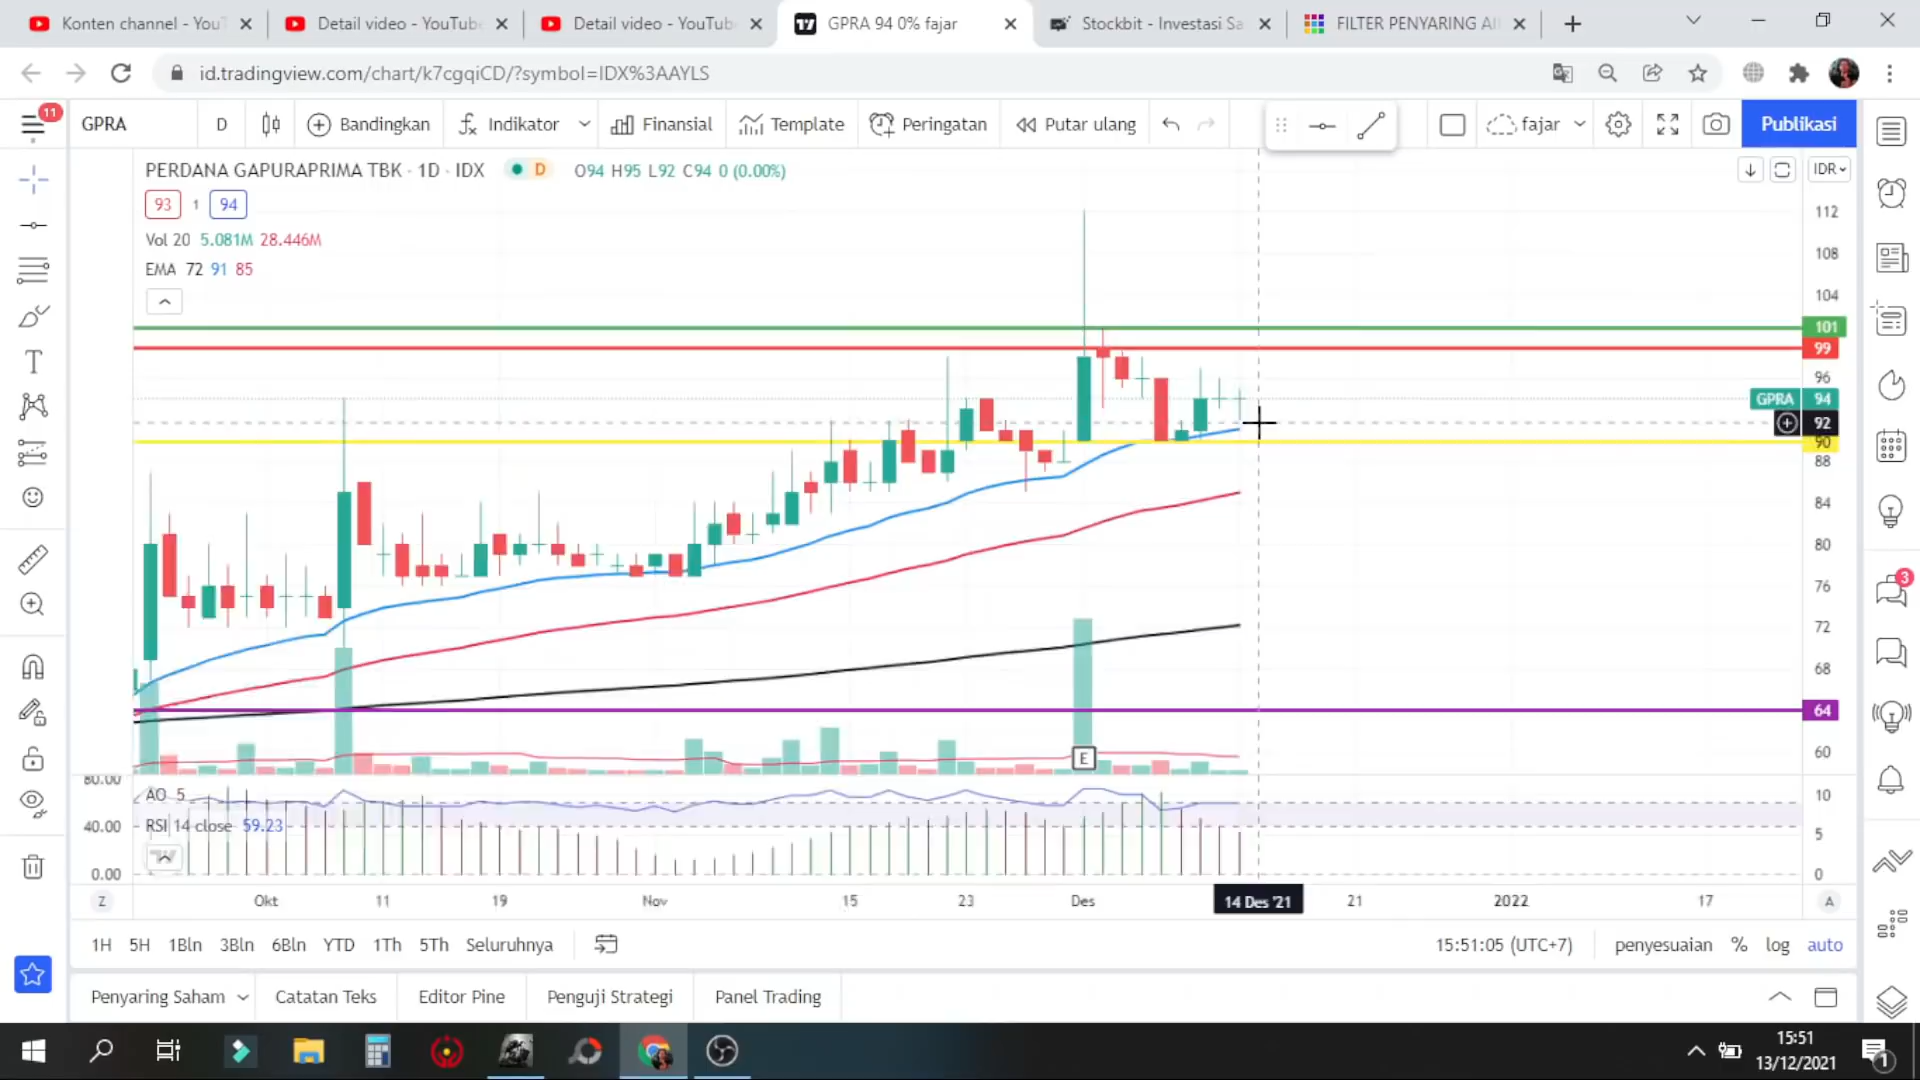 Konten channel - YouT
Detail video - YouTube
Detail video - YouTube
GPRA 94 0% fajar
Stockbit - Investasi Sa
FILTER PENYARING AI
id.tradingview.com/chart/k7cgqiCD/?symbol=IDX%3AAYLS
11
GPRA
D
Bandingkan
Indikator
Finansial
Template
Peringatan
Putar ulang
fajar
Publikasi
PERDANA GAPURAPRIMA TBK · 1D · IDX
D
O94 H95 L92 C94 0 (0.00%)
IDR
93 1 94
Vol 20 5.081M 28.446M
EMA 72 91 85
112
108
104
101
99
96
GPRA 94
92
90
88
84
80
76
72
68
64
60
E
80.00
AO 5
10
40.00
RSI 14 close 59.23
5
0.00
0
Z
Okt
11
19
Nov
15
23
Des
14 Des '21
21
2022
17
A
1H
5H
1Bln
3Bln
6Bln
YTD
1Th
5Th
Seluruhnya
15:51:05 (UTC+7)
penyesuaian
%
log
auto
Penyaring Saham
Catatan Teks
Editor Pine
Penguji Strategi
Panel Trading
3
15:51
13/12/2021
1